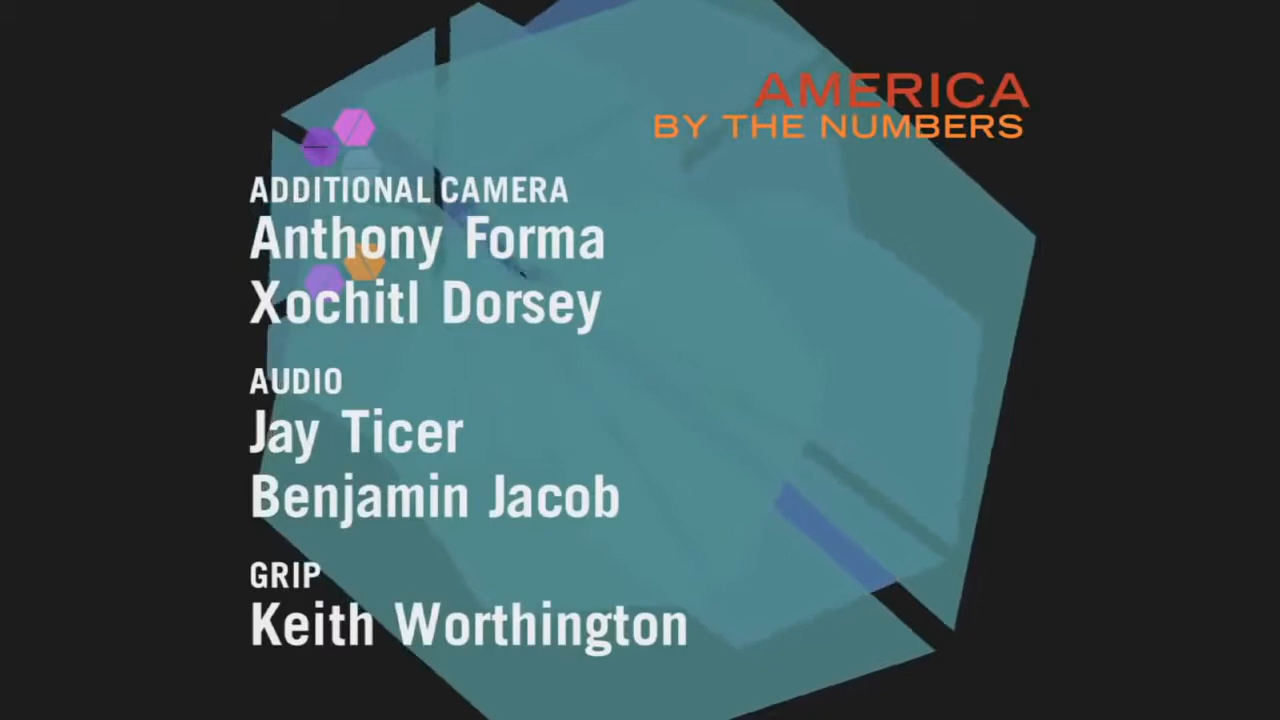 AMERICA
BY THE NUMBERS
ADDITIONAL CAMERA
Anthony Forma
Xochitl Dorsey
AUDIO
Jay Ticer
Benjamin Jacob
GRIP
Keith Worthington